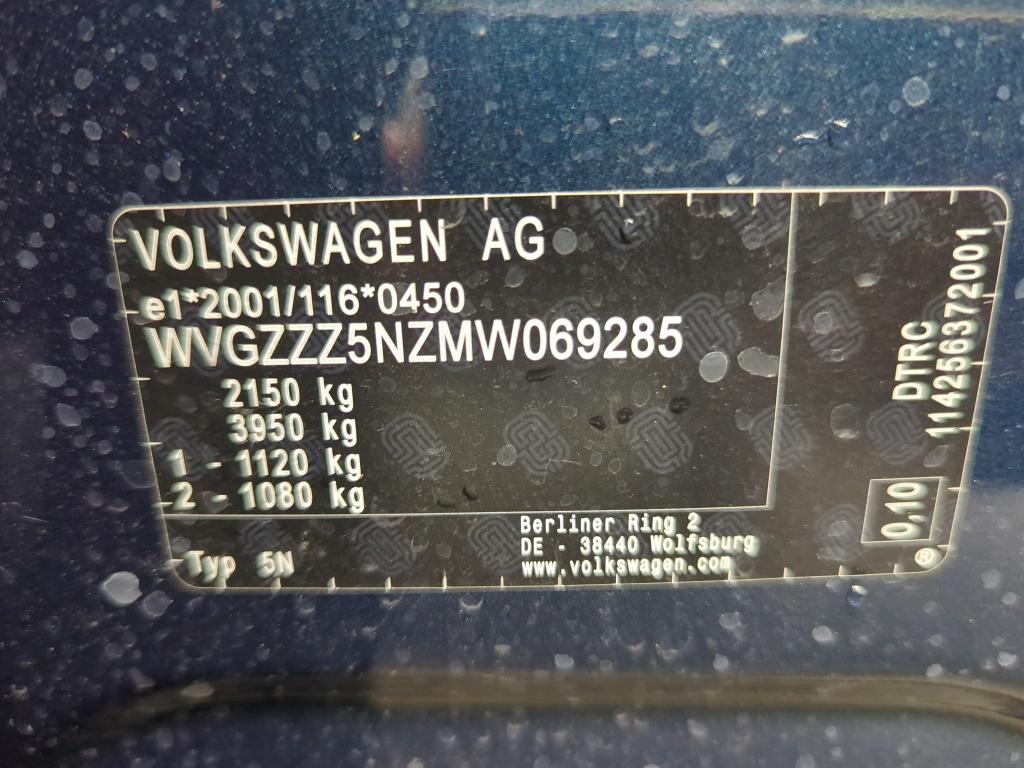 VOLKSWAGEN AG
e1*2001/116*0450
WVGZZZ5NZMW069285
2150 kg
3950 kg
1 - 1120 kg
2 - 1080 kg
Typ 5N
Berliner Ring 2
DE - 38440 Wolfsburg
www.volkswagen.com
DTRC
114256372001
0,10
®